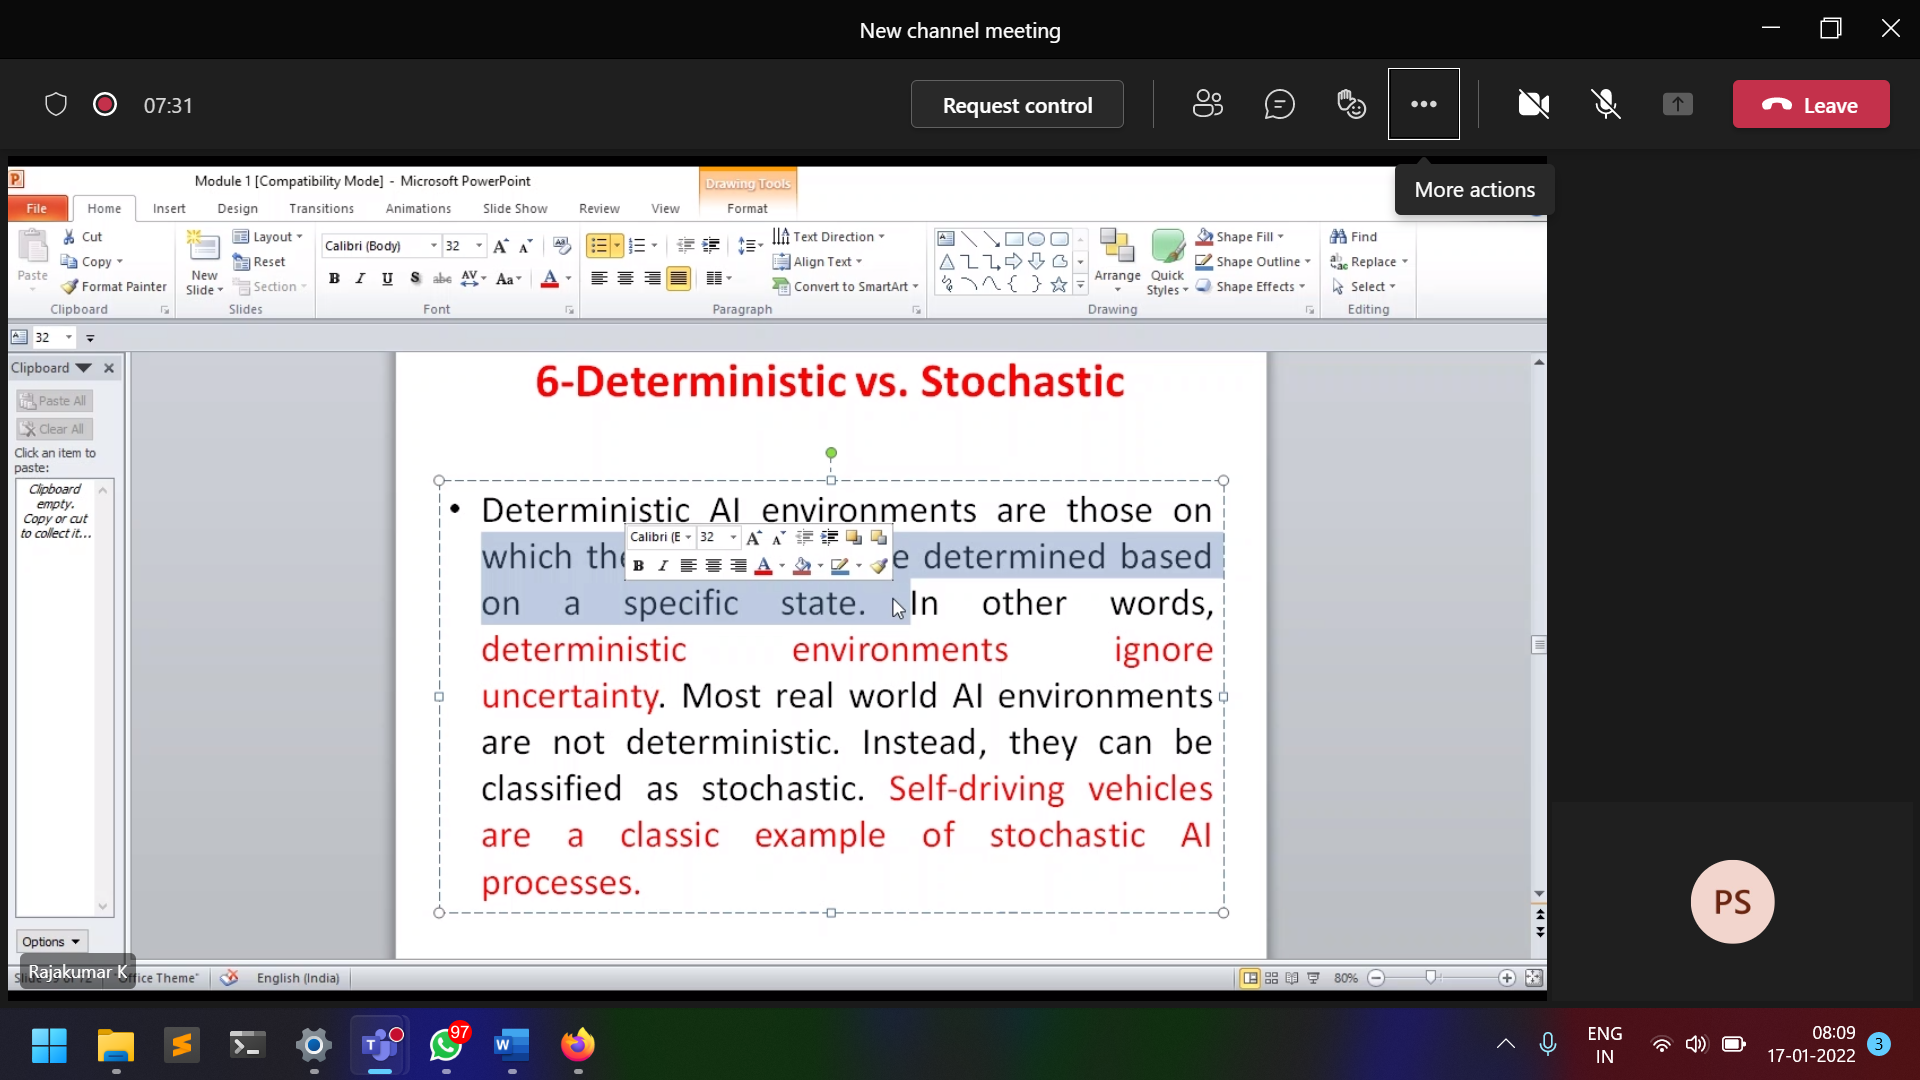 New channel meeting
07:31
Request control
Leave
More actions
Module 1 [Compatibility Mode] - Microsoft PowerPoint
Drawing Tools
File Home Insert Design Transitions Animations Slide Show Review View Format
Paste
Cut
Copy
Format Painter
Clipboard
New Slide
Layout
Reset
Section
Slides
Calibri (Body) 32
B I U S abc AV Aa A
Font
Text Direction
Align Text
Convert to SmartArt
Paragraph
Arrange
Quick Styles
Shape Fill
Shape Outline
Shape Effects
Drawing
Find
Replace
Select
Editing
32
Clipboard
Paste All
Clear All
Click an item to
paste:
Clipboard
empty.
Copy or cut
to collect it...
Options
6-Deterministic vs. Stochastic
• Deterministic AI environments are those on
which the determined based
on a specific state. In other words,
deterministic environments ignore
uncertainty. Most real world AI environments
are not deterministic. Instead, they can be
classified as stochastic. Self-driving vehicles
are a classic example of stochastic AI
processes.
Calibri (E 32
B I A
PS
Rajakumar K
English (India)
80%
97
ENG
IN
08:09
17-01-2022
3